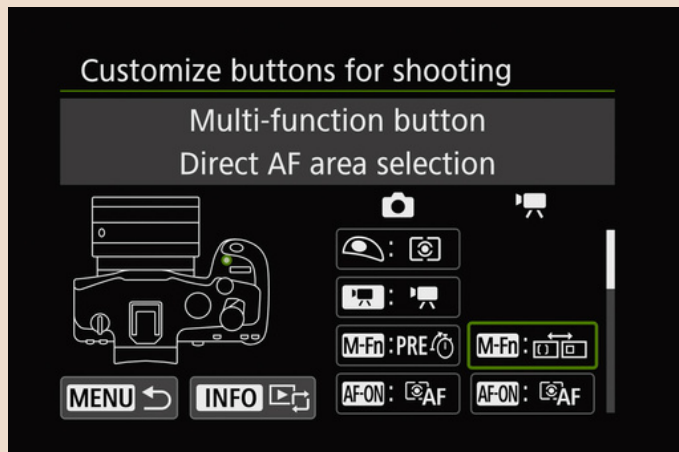 Customize buttons for shooting
Multi-function button
Direct AF area selection
M-Fn:PRE M-Fn:
AF-ON: AF AF-ON: AF
MENU INFO